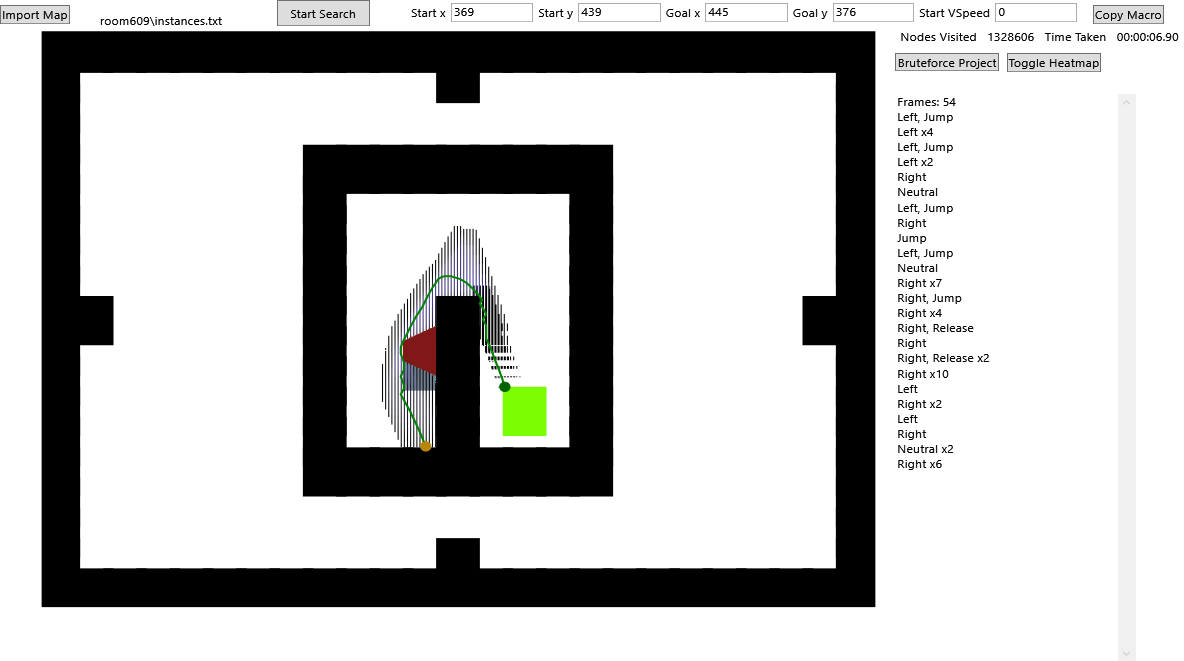 Import Map room609\instances.txt Start Search Start x 369 Start y 439 Goal x 445 Goal y 376 Start VSpeed 0 Copy Macro
Nodes Visited 1328606 Time Taken 00:00:06.90
Bruteforce Project Toggle Heatmap
Frames: 54
Left, Jump
Left x4
Left, Jump
Left x2
Right
Neutral
Left, Jump
Right
Jump
Left, Jump
Neutral
Right x7
Right, Jump
Right x4
Right, Release
Right
Right, Release x2
Right x10
Left
Right x2
Left
Right
Neutral x2
Right x6